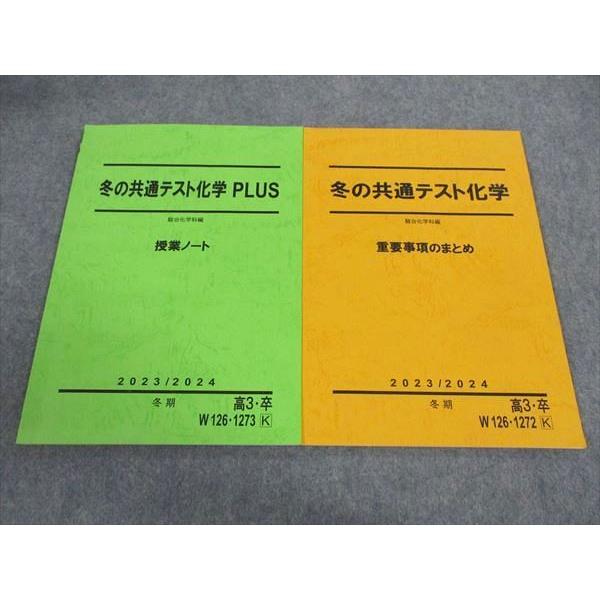 冬の共通テスト化学 PLUS
駿台化学科編
授業ノート
2023/2024
冬期
高3・卒
W126・1273 K
冬の共通テスト化学
駿台化学科編
重要事項のまとめ
2023/2024
冬期
高3・卒
W126・1272 K